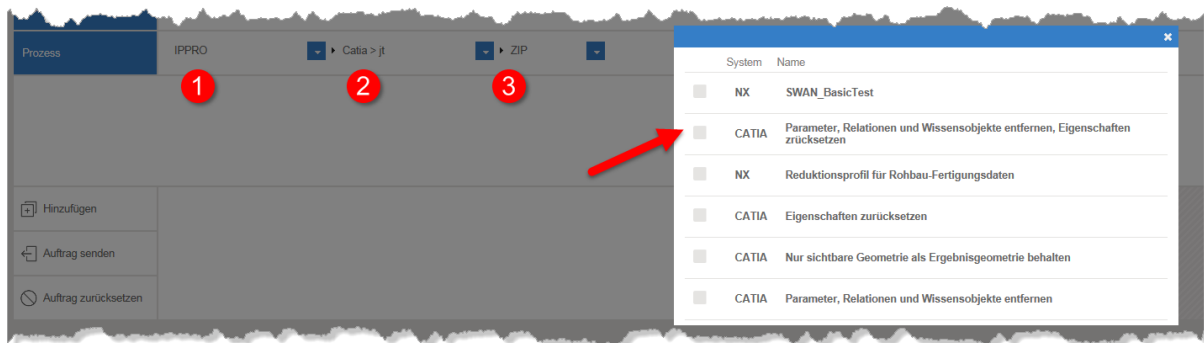 Prozess
IPPRO
Catia > jt
ZIP
1
2
3
System Name
NX SWAN_BasicTest
CATIA Parameter, Relationen und Wissensobjekte entfernen, Eigenschaften
zrücksetzen
NX Reduktionsprofil für Rohbau-Fertigungsdaten
CATIA Eigenschaften zurücksetzen
CATIA Nur sichtbare Geometrie als Ergebnisgeometrie behalten
CATIA Parameter, Relationen und Wissensobjekte entfernen
Hinzufügen
Auftrag senden
Auftrag zurücksetzen